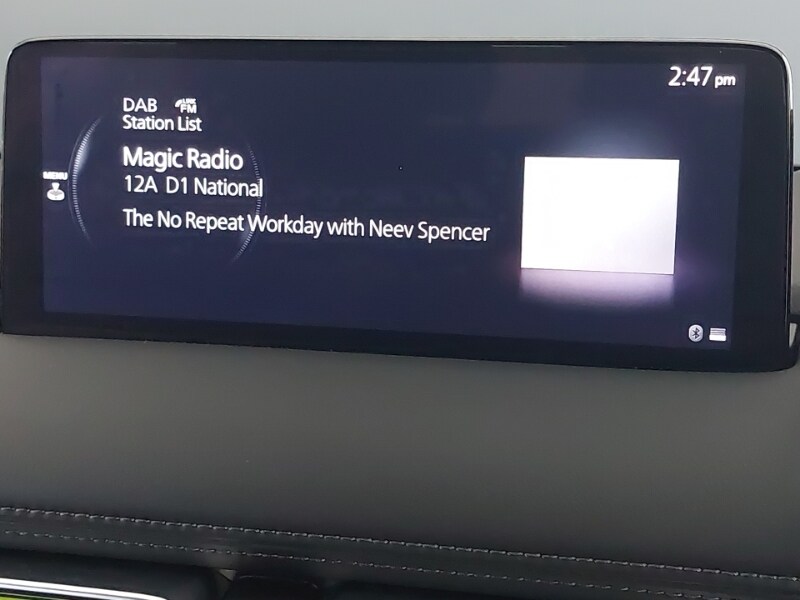 2:47 pm
DAB LINK FM
Station List
Magic Radio
MENU
12A D1 National
The No Repeat Workday with Neev Spencer